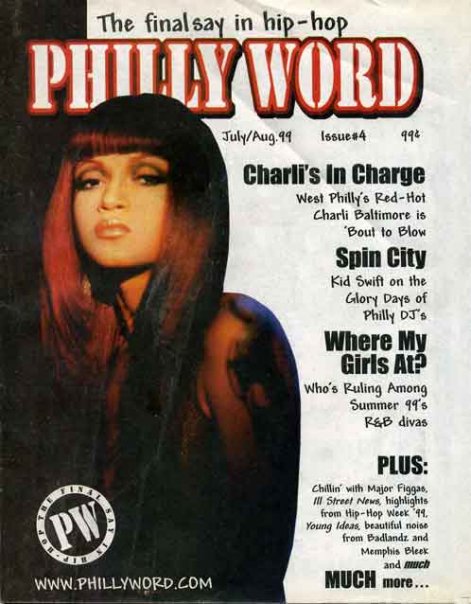 The final say in hip-hop
PHILLY WORD
July/Aug.99 Issue#4 99¢
Charli's In Charge
West Philly's Red-Hot
Charli Baltimore is
'Bout to Blow
Spin City
Kid Swift on the
Glory Days of
Philly DJ's
Where My
Girls At?
Who's Ruling Among
Summer 99's
R&B divas
PLUS:
Chillin' with Major Figgas,
Ill Street News, highlights
from Hip-Hop Week '99,
Young Ideas, beautiful noise
from Badlandz and
Memphis Bleek
and much
MUCH more...
THE FINAL SAY IN HIP-HOP
PW
WWW.PHILLYWORD.COM